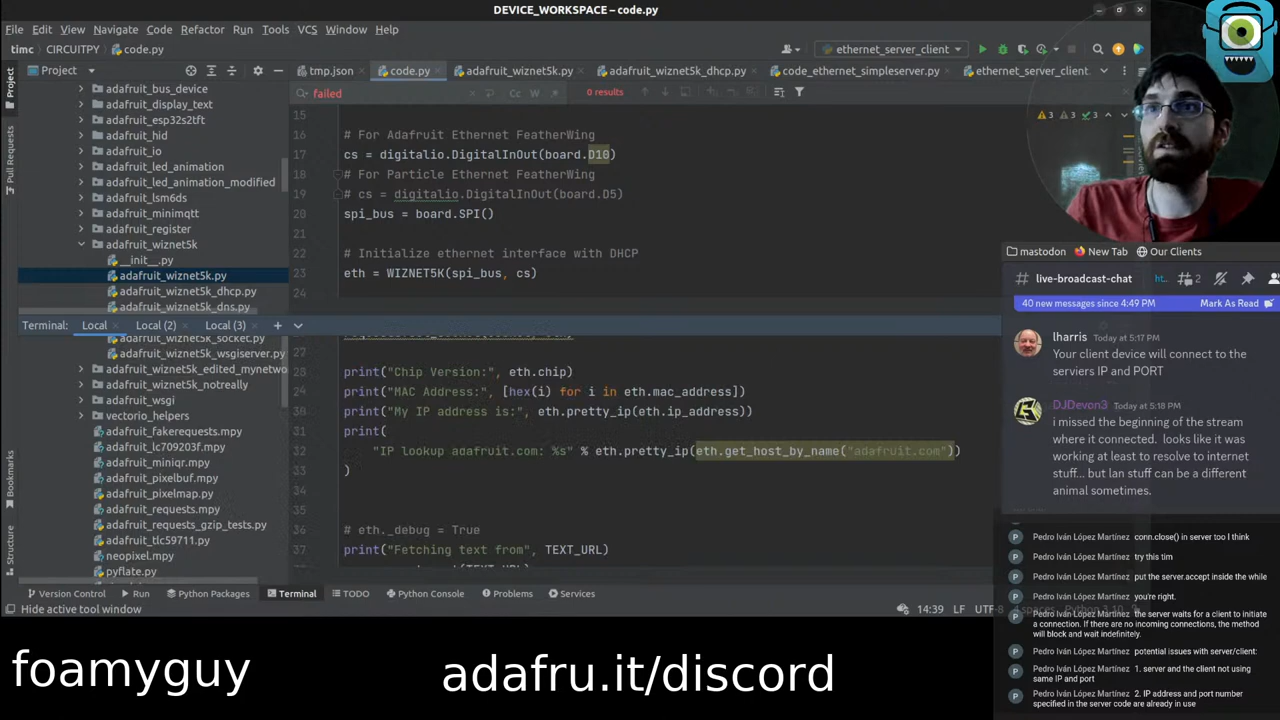 DEVICE_WORKSPACE – code.py
File Edit View Navigate Code Refactor Run Tools VCS Window Help
timc CIRCUITPY code.py
ethernet_server_client
Project
tmp.json code.py adafruit_wiznet5k.py adafruit_wiznet5k_dhcp.py code_ethernet_simpleserver.py ethernet_server_client.
failed
Cc W .* 0 results
3 3 3
adafruit_bus_device
adafruit_display_text
adafruit_esp32s2tft
adafruit_hid
adafruit_io
adafruit_led_animation
adafruit_led_animation_modified
adafruit_lsm6ds
adafruit_minimqtt
adafruit_register
adafruit_wiznet5k
__init__.py
adafruit_wiznet5k.py
adafruit_wiznet5k_dhcp.py
adafruit_wiznet5k_dns.py
15
16 # For Adafruit Ethernet FeatherWing
17 cs = digitalio.DigitalInOut(board.D10)
18 # For Particle Ethernet FeatherWing
19 # cs = digitalio.DigitalInOut(board.D5)
20 spi_bus = board.SPI()
21
22 # Initialize ethernet interface with DHCP
23 eth = WIZNET5K(spi_bus, cs)
24
Terminal: Local Local (2) Local (3)
adafruit_wiznet5k_socket.py
adafruit_wiznet5k_wsgiserver.py
adafruit_wiznet5k_edited_mynetwo
adafruit_wiznet5k_notreally
adafruit_wsgi
vectorio_helpers
adafruit_fakerequests.mpy
adafruit_lc709203f.mpy
adafruit_miniqr.mpy
adafruit_pixelbuf.mpy
adafruit_pixelmap.mpy
adafruit_requests.mpy
adafruit_requests_gzip_tests.py
adafruit_tlc59711.mpy
neopixel.mpy
pyflate.py
27
28 print("Chip Version:", eth.chip)
print("MAC Address:", [hex(i) for i in eth.mac_address])
30 print("My IP address is:", eth.pretty_ip(eth.ip_address))
31 print(
32 "IP lookup adafruit.com: %s" % eth.pretty_ip(eth.get_host_by_name("adafruit.com"))
33 )
34
35
36 # eth._debug = True
37 print("Fetching text from", TEXT_URL)
Project
Pull Requests
Bookmarks
Structure
Version Control Run Python Packages Terminal TODO Python Console Problems Services
Hide active tool window
14:39 LF UTF-8 4 spaces Python 3.10
mastodon New Tab Our Clients
# live-broadcast-chat ht.. 2
40 new messages since 4:49 PM Mark As Read
lharris Today at 5:17 PM
Your client device will connect to the
serviers IP and PORT
DJDevon3 Today at 5:18 PM
i missed the beginning of the stream
where it connected. looks like it was
working at least to resolve to internet
stuff... but lan stuff can be a different
animal sometimes.
P Pedro Iván López Martínez conn.close() in server too I think
P Pedro Iván López Martínez try this tim
P Pedro Iván López Martínez put the server.accept inside the while
P Pedro Iván López Martínez you're right.
P Pedro Iván López Martínez the server waits for a client to initiate
a connection. If there are no incoming connections, the method
will block and wait indefinitely.
P Pedro Iván López Martínez potential issues with server/client:
P Pedro Iván López Martínez 1. server and the client not using
same IP and port
P Pedro Iván López Martínez 2. IP address and port number
specified in the server code are already in use
foamyguy
adafru.it/discord